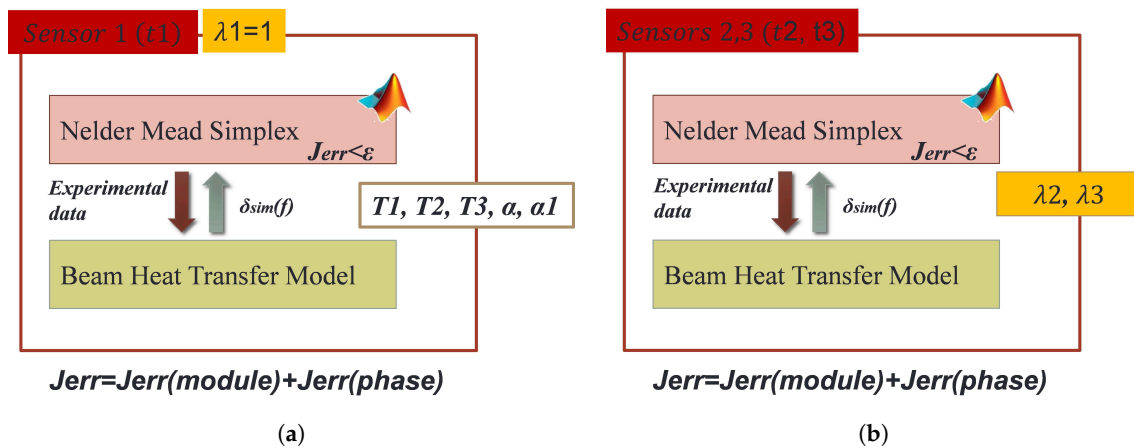 Sensor 1 (t1)
λ1=1
Nelder Mead Simplex
Jerr<ε
Experimental
data
δsim(f)
T1, T2, T3, α, α1
Beam Heat Transfer Model
Jerr=Jerr(module)+Jerr(phase)
(a)
Sensors 2,3 (t2, t3)
Nelder Mead Simplex
Jerr<ε
Experimental
data
δsim(f)
λ2, λ3
Beam Heat Transfer Model
Jerr=Jerr(module)+Jerr(phase)
(b)